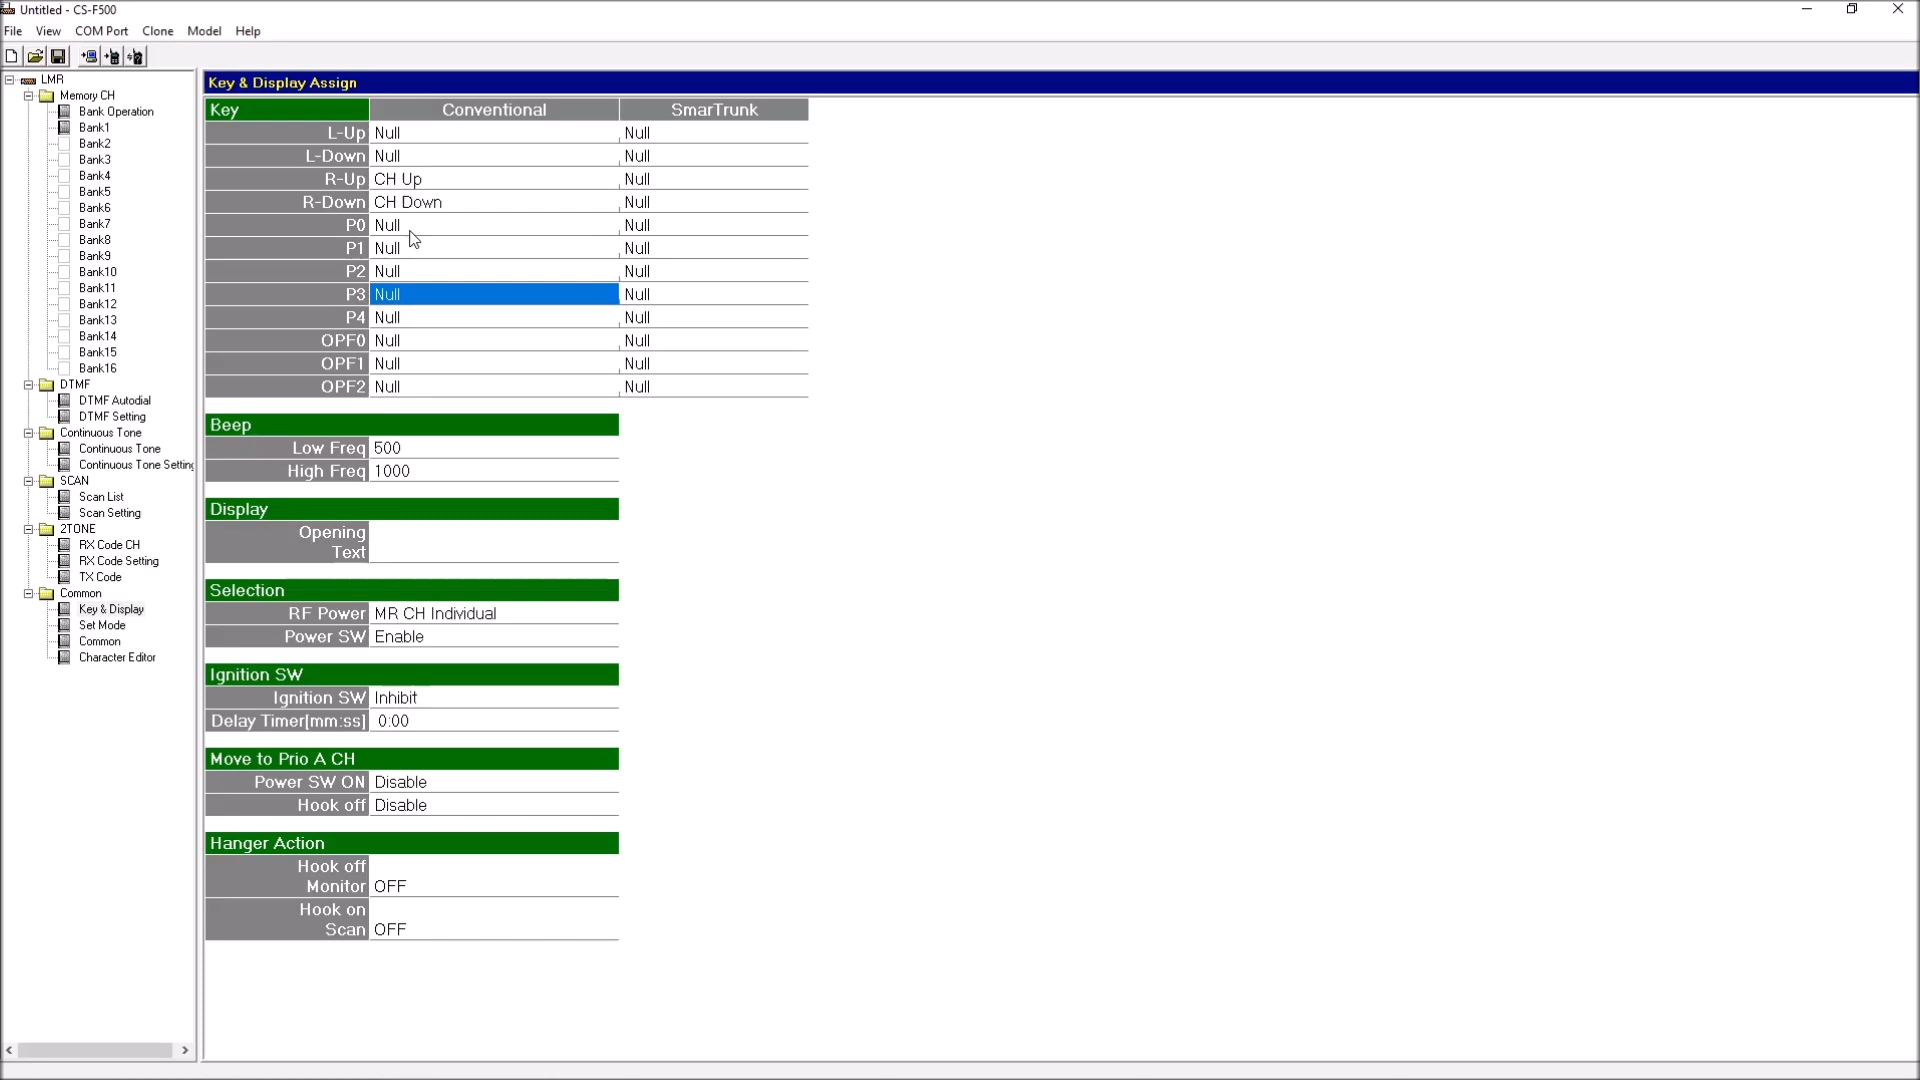 Untitled - CS-F500
File View COM Port Clone Model Help
LMR
Memory CH
Bank Operation
Bank1
Bank2
Bank3
Bank4
Bank5
Bank6
Bank7
Bank8
Bank9
Bank10
Bank11
Bank12
Bank13
Bank14
Bank15
Bank16
DTMF
DTMF Autodial
DTMF Setting
Continuous Tone
Continuous Tone
Continuous Tone Setting
SCAN
Scan List
Scan Setting
2TONE
RX Code CH
RX Code Setting
TX Code
Common
Key & Display
Set Mode
Common
Character Editor
Key & Display Assign
Key Conventional SmarTrunk
L-Up Null Null
L-Down Null Null
R-Up CH Up Null
R-Down CH Down Null
P0 Null Null
P1 Null Null
P2 Null Null
P3 Null Null
P4 Null Null
OPF0 Null Null
OPF1 Null Null
OPF2 Null Null
Beep
Low Freq 500
High Freq 1000
Display
Opening
Text
Selection
RF Power MR CH Individual
Power SW Enable
Ignition SW
Ignition SW Inhibit
Delay Timer[mm:ss] 0:00
Move to Prio A CH
Power SW ON Disable
Hook off Disable
Hanger Action
Hook off
Monitor OFF
Hook on
Scan OFF